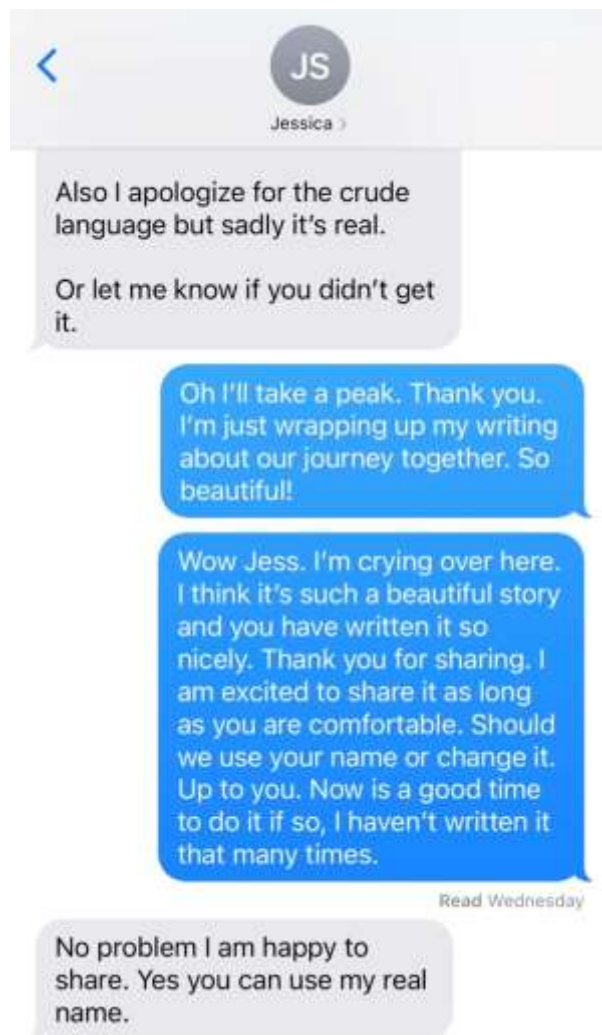 JS
Jessica >
Also I apologize for the crude
language but sadly it's real.
Or let me know if you didn't get
it.
Oh I'll take a peak. Thank you.
I'm just wrapping up my writing
about our journey together. So
beautiful!
Wow Jess. I'm crying over here.
I think it's such a beautiful story
and you have written it so
nicely. Thank you for sharing. I
am excited to share it as long
as you are comfortable. Should
we use your name or change it.
Up to you. Now is a good time
to do it if so, I haven't written it
that many times.
Read Wednesday
No problem I am happy to
share. Yes you can use my real
name.